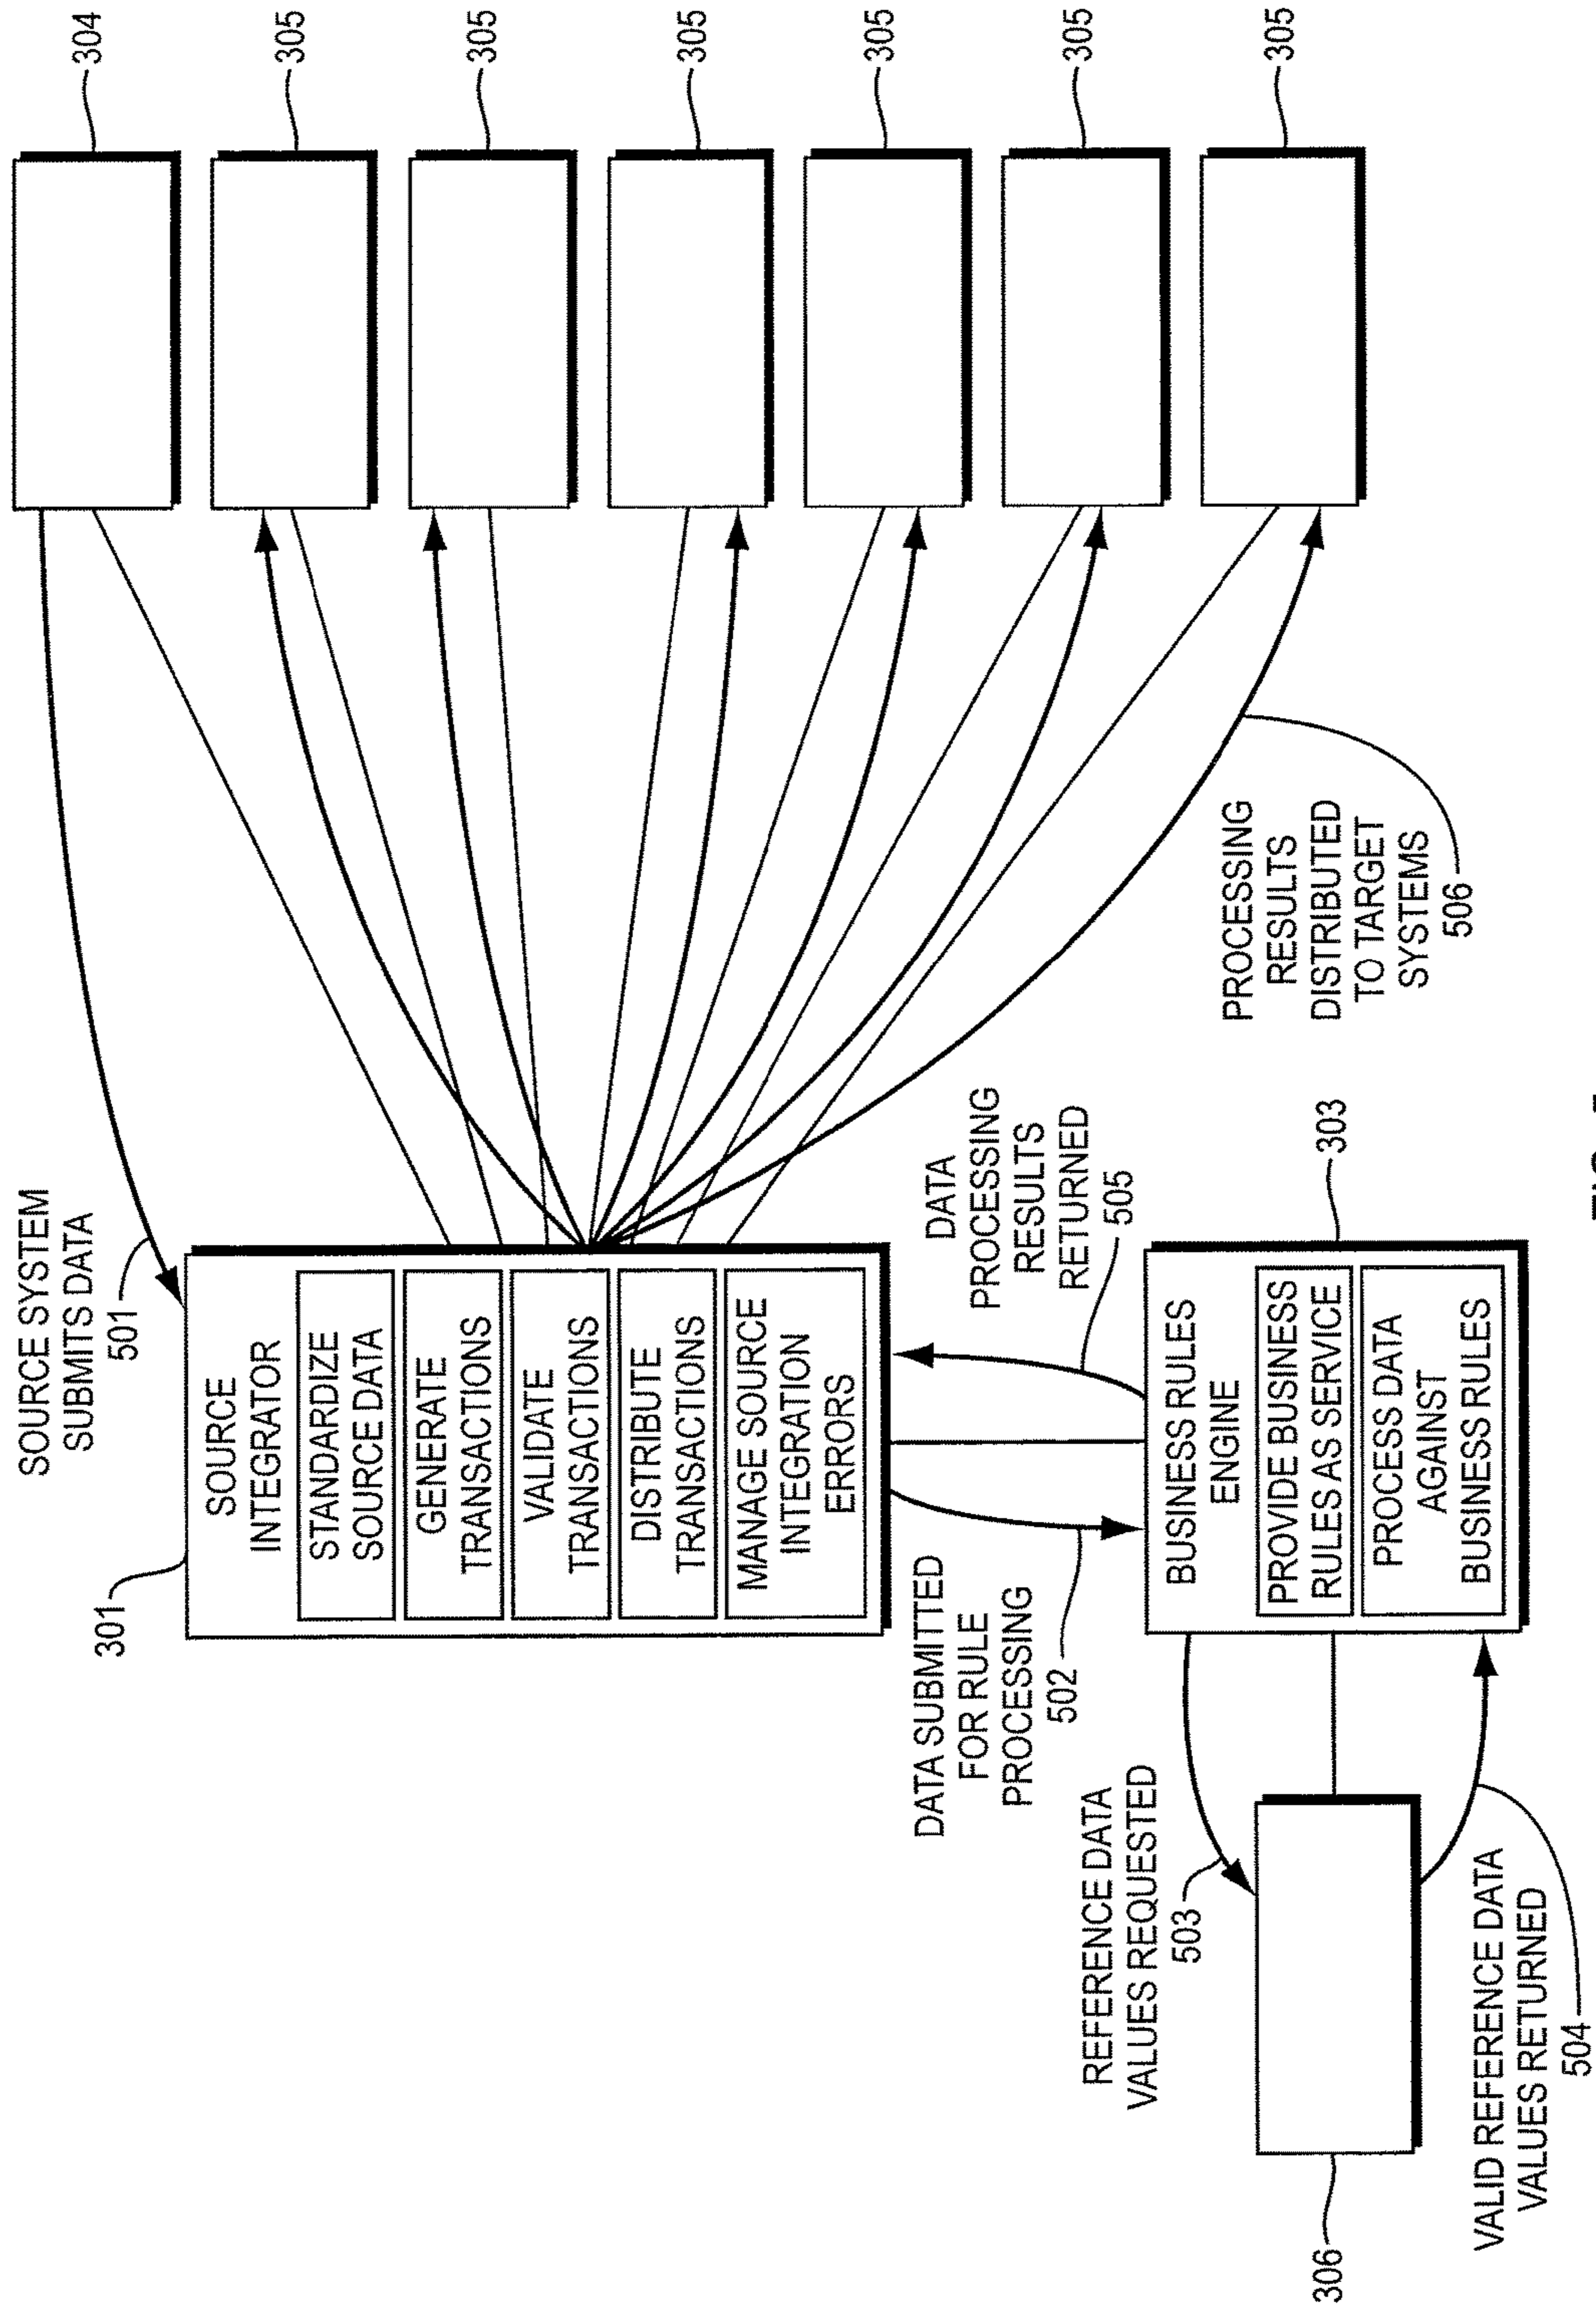 SOURCE SYSTEM
SUBMITS DATA
501
304
301
SOURCE
INTEGRATOR
STANDARDIZE
SOURCE DATA
GENERATE
TRANSACTIONS
VALIDATE
TRANSACTIONS
DISTRIBUTE
TRANSACTIONS
MANAGE SOURCE
INTEGRATION
ERRORS
305
305
305
305
305
305
DATA SUBMITTED
FOR RULE
PROCESSING
502
DATA
PROCESSING
RESULTS
RETURNED
505
REFERENCE DATA
VALUES REQUESTED
503
BUSINESS RULES
ENGINE
PROVIDE BUSINESS
RULES AS SERVICE
PROCESS DATA
AGAINST
BUSINESS RULES
303
PROCESSING
RESULTS
DISTRIBUTED
TO TARGET
SYSTEMS
506
306
VALID REFERENCE DATA
VALUES RETURNED
504